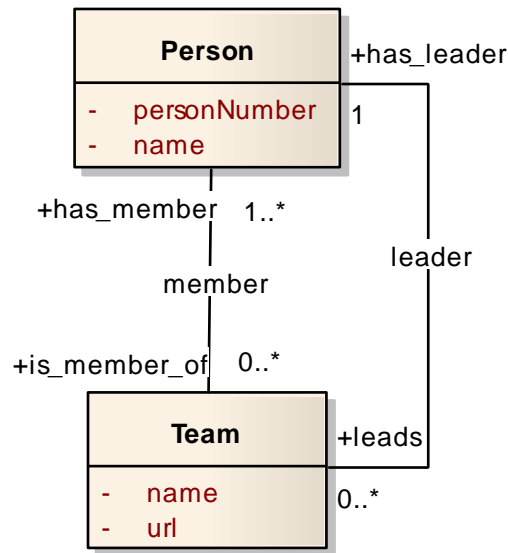 Person
+has_leader
- personNumber
1
- name
+has_member
1..*
leader
member
+is_member_of
0..*
Team
+leads
- name
0..*
- url